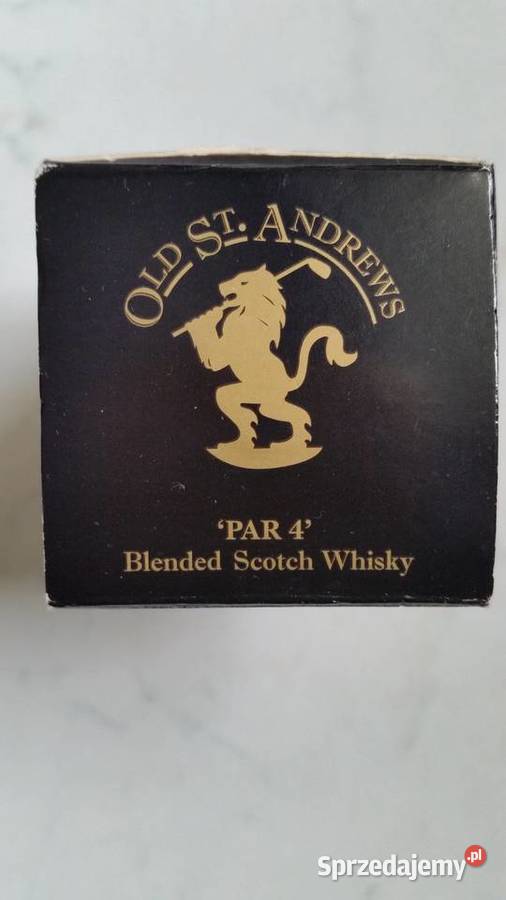 OLD ST. ANDREWS
‘PAR 4’
Blended Scotch Whisky
Sprzedajemy.pl